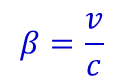 β = v/c